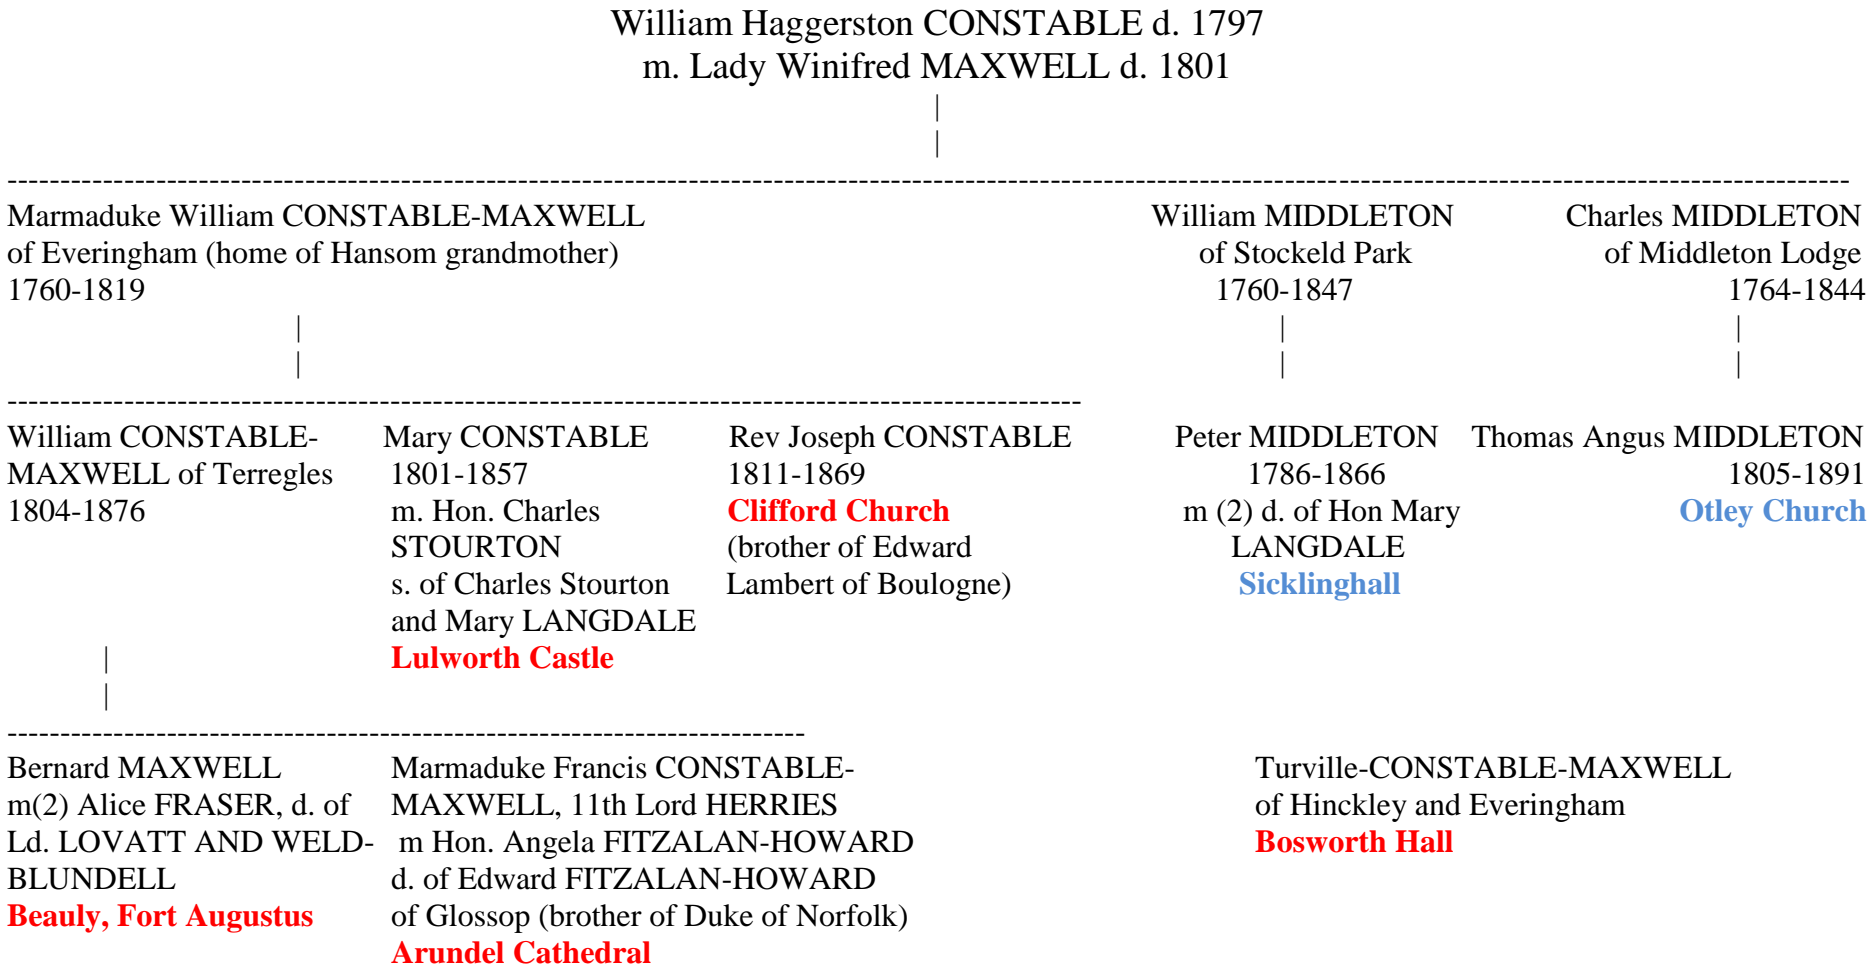 William Haggerston CONSTABLE d. 1797
m. Lady Winifred MAXWELL d. 1801
Marmaduke William CONSTABLE-MAXWELL
of Everingham (home of Hansom grandmother)
1760-1819
William MIDDLETON
of Stockeld Park
1760-1847
Charles MIDDLETON
of Middleton Lodge
1764-1844
William CONSTABLE-
MAXWELL of Terregles
1804-1876
Mary CONSTABLE
1801-1857
m. Hon. Charles
STOURTON
s. of Charles Stourton
and Mary LANGDALE
Lulworth Castle
Rev Joseph CONSTABLE
1811-1869
Clifford Church
(brother of Edward
Lambert of Boulogne)
Peter MIDDLETON
1786-1866
m (2) d. of Hon Mary
LANGDALE
Sicklinghall
Thomas Angus MIDDLETON
1805-1891
Otley Church
Bernard MAXWELL
m(2) Alice FRASER, d. of
Ld. LOVATT AND WELD-
BLUNDELL
Beauly, Fort Augustus
Marmaduke Francis CONSTABLE-
MAXWELL, 11th Lord HERRIES
m Hon. Angela FITZALAN-HOWARD
d. of Edward FITZALAN-HOWARD
of Glossop (brother of Duke of Norfolk)
Arundel Cathedral
Turville-CONSTABLE-MAXWELL
of Hinckley and Everingham
Bosworth Hall